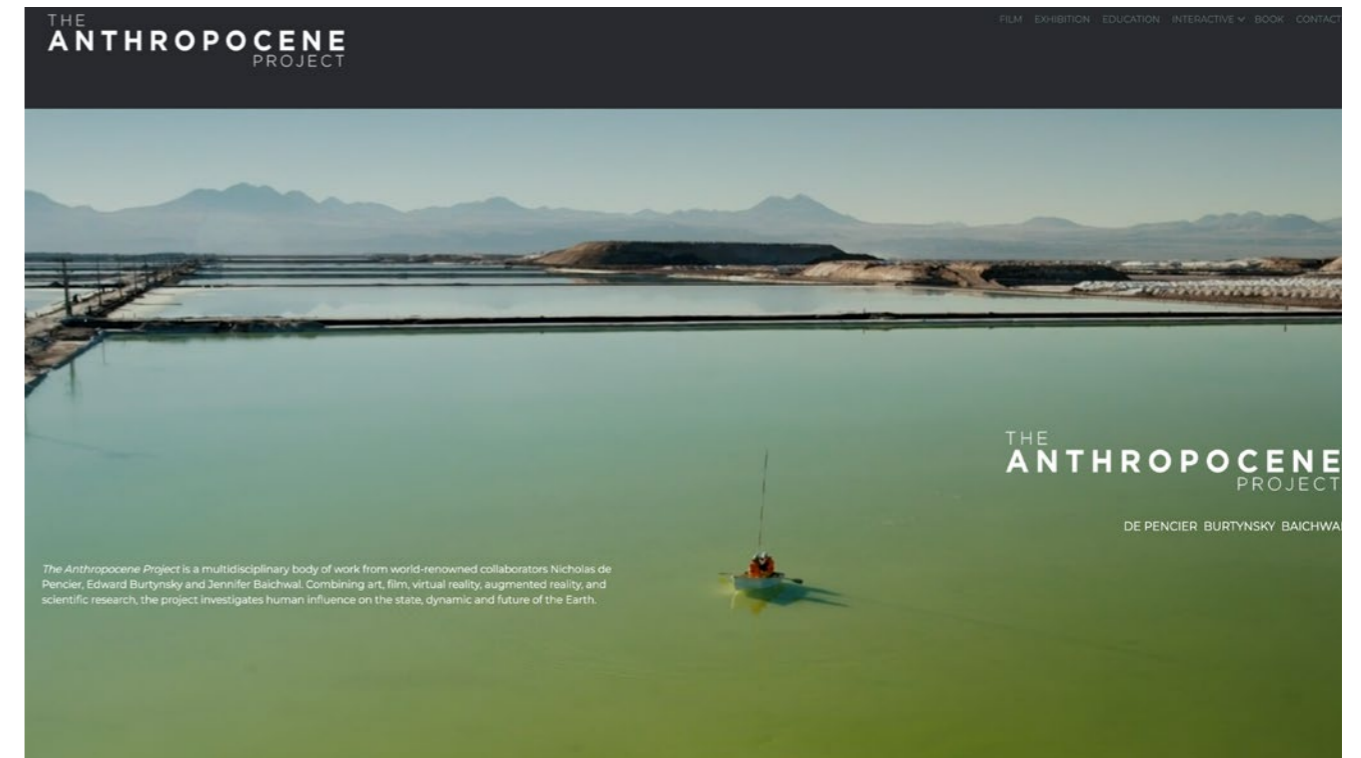 THE
ANTHROPOCENE
PROJECT
FILM EXHIBITION EDUCATION INTERACTIVE BOOK CONTACT
THE
ANTHROPOCENE
PROJECT
DE PENCIER BURTYNSKY BAICHWAL
The Anthropocene Project is a multidisciplinary body of work from world-renowned collaborators Nicholas de
Pencier, Edward Burtynsky and Jennifer Baichwal. Combining art, film, virtual reality, augmented reality, and
scientific research, the project investigates human influence on the state, dynamic and future of the Earth.